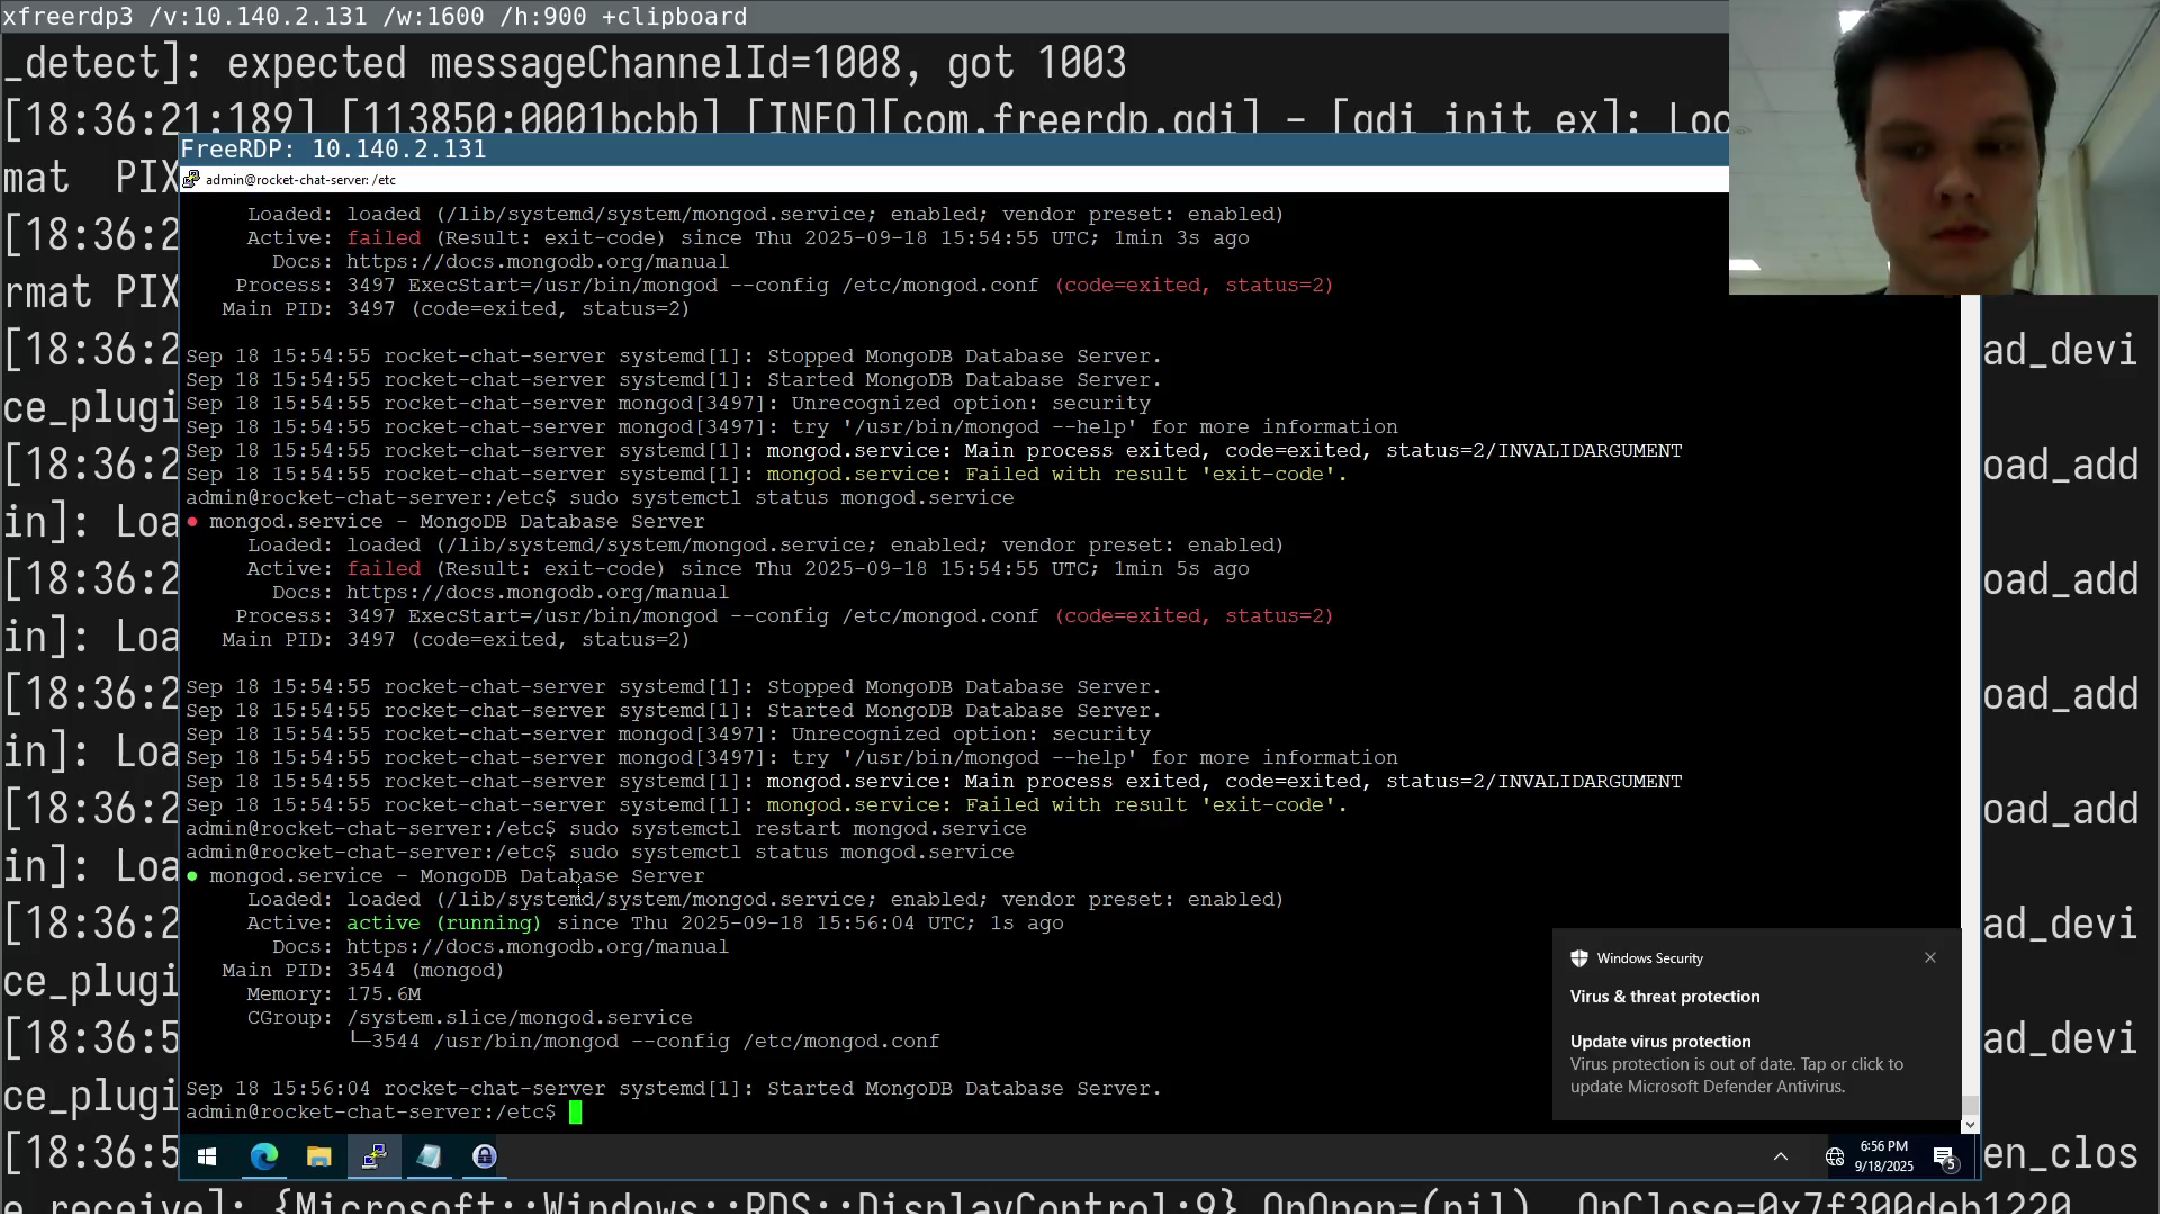 xfreerdp3 /v:10.140.2.131 /w:1600 /h:900 +clipboard
_detect]: expected messageChannelId=1008, got 1003
[18:36:21:189] [113850:0001bcbb] [INFO][com.freerdp.gdi] - [gdi_init_ex]: Loc
FreeRDP: 10.140.2.131
mat PIX
admin@rocket-chat-server: /etc
Loaded: loaded (/lib/systemd/system/mongod.service; enabled; vendor preset: enabled)
[18:36:2
Active: failed (Result: exit-code) since Thu 2025-09-18 15:54:55 UTC; 1min 3s ago
Docs: https://docs.mongodb.org/manual
rmat PIX
Process: 3497 ExecStart=/usr/bin/mongod --config /etc/mongod.conf (code=exited, status=2)
Main PID: 3497 (code=exited, status=2)
[18:36:2
ad_devi
Sep 18 15:54:55 rocket-chat-server systemd[1]: Stopped MongoDB Database Server.
Sep 18 15:54:55 rocket-chat-server systemd[1]: Started MongoDB Database Server.
ce_plugi
Sep 18 15:54:55 rocket-chat-server mongod[3497]: Unrecognized option: security
Sep 18 15:54:55 rocket-chat-server mongod[3497]: try '/usr/bin/mongod --help' for more information
[18:36:2
oad_add
Sep 18 15:54:55 rocket-chat-server systemd[1]: mongod.service: Main process exited, code=exited, status=2/INVALIDARGUMENT
Sep 18 15:54:55 rocket-chat-server systemd[1]: mongod.service: Failed with result 'exit-code'.
admin@rocket-chat-server:/etc$ sudo systemctl status mongod.service
in]: Loa
● mongod.service - MongoDB Database Server
Loaded: loaded (/lib/systemd/system/mongod.service; enabled; vendor preset: enabled)
[18:36:2
oad_add
Active: failed (Result: exit-code) since Thu 2025-09-18 15:54:55 UTC; 1min 5s ago
Docs: https://docs.mongodb.org/manual
Process: 3497 ExecStart=/usr/bin/mongod --config /etc/mongod.conf (code=exited, status=2)
in]: Loa
Main PID: 3497 (code=exited, status=2)
[18:36:2
oad_add
Sep 18 15:54:55 rocket-chat-server systemd[1]: Stopped MongoDB Database Server.
Sep 18 15:54:55 rocket-chat-server systemd[1]: Started MongoDB Database Server.
Sep 18 15:54:55 rocket-chat-server mongod[3497]: Unrecognized option: security
in]: Loa
Sep 18 15:54:55 rocket-chat-server mongod[3497]: try '/usr/bin/mongod --help' for more information
Sep 18 15:54:55 rocket-chat-server systemd[1]: mongod.service: Main process exited, code=exited, status=2/INVALIDARGUMENT
[18:36:2
oad_add
Sep 18 15:54:55 rocket-chat-server systemd[1]: mongod.service: Failed with result 'exit-code'.
admin@rocket-chat-server:/etc$ sudo systemctl restart mongod.service
admin@rocket-chat-server:/etc$ sudo systemctl status mongod.service
in]: Loa
● mongod.service - MongoDB Database Server
Loaded: loaded (/lib/systemd/system/mongod.service; enabled; vendor preset: enabled)
[18:36:2
ad_devi
Active: active (running) since Thu 2025-09-18 15:56:04 UTC; 1s ago
Docs: https://docs.mongodb.org/manual
Main PID: 3544 (mongod)
ce_plugi
Memory: 175.6M
CGroup: /system.slice/mongod.service
[18:36:5
ad_devi
└─3544 /usr/bin/mongod --config /etc/mongod.conf
Sep 18 15:56:04 rocket-chat-server systemd[1]: Started MongoDB Database Server.
ce_plugi
admin@rocket-chat-server:/etc$
Windows Security
Virus & threat protection
Update virus protection
Virus protection is out of date. Tap or click to
update Microsoft Defender Antivirus.
[18:36:5
en_clos
6:56 PM
9/18/2025
5
e_receive]: {Microsoft::Windows::RDS::DisplayControl:9} OnOpen=(nil), OnClose=0x7f300deb1220